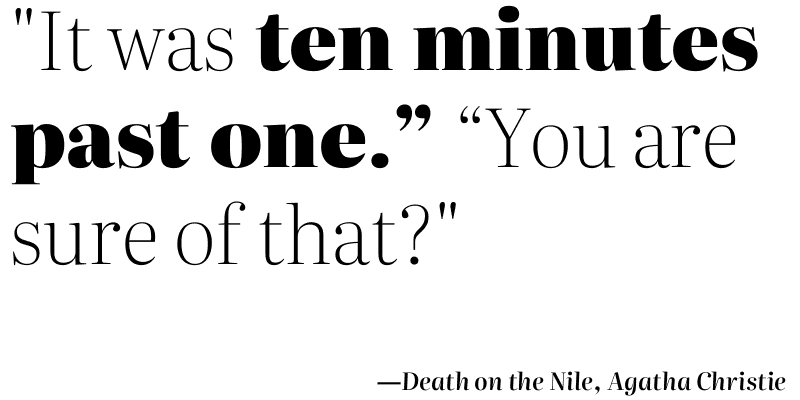 "It was ten minutes
past one.” “You are
sure of that?"
—Death on the Nile, Agatha Christie